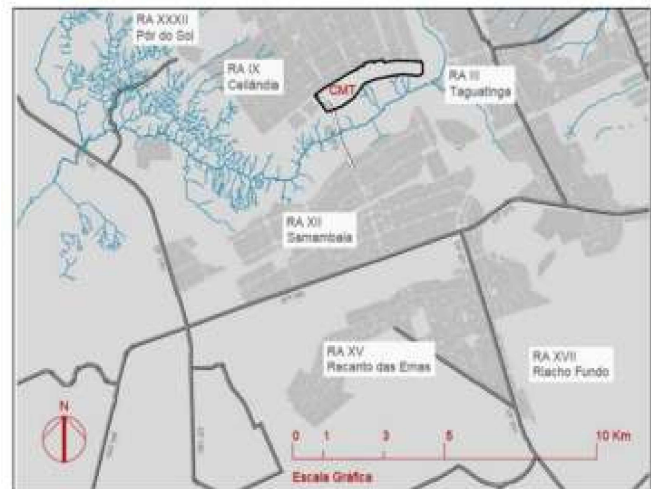 RA XXXII
Pôr do Sol
RA IX
Ceilândia
CMT
RA III
Taguatinga
RA XII
Samambaia
RA XV
Recanto das Emas
RA XVII
Riacho Fundo
N
0 1 3 5 10 Km
Escala Gráfica